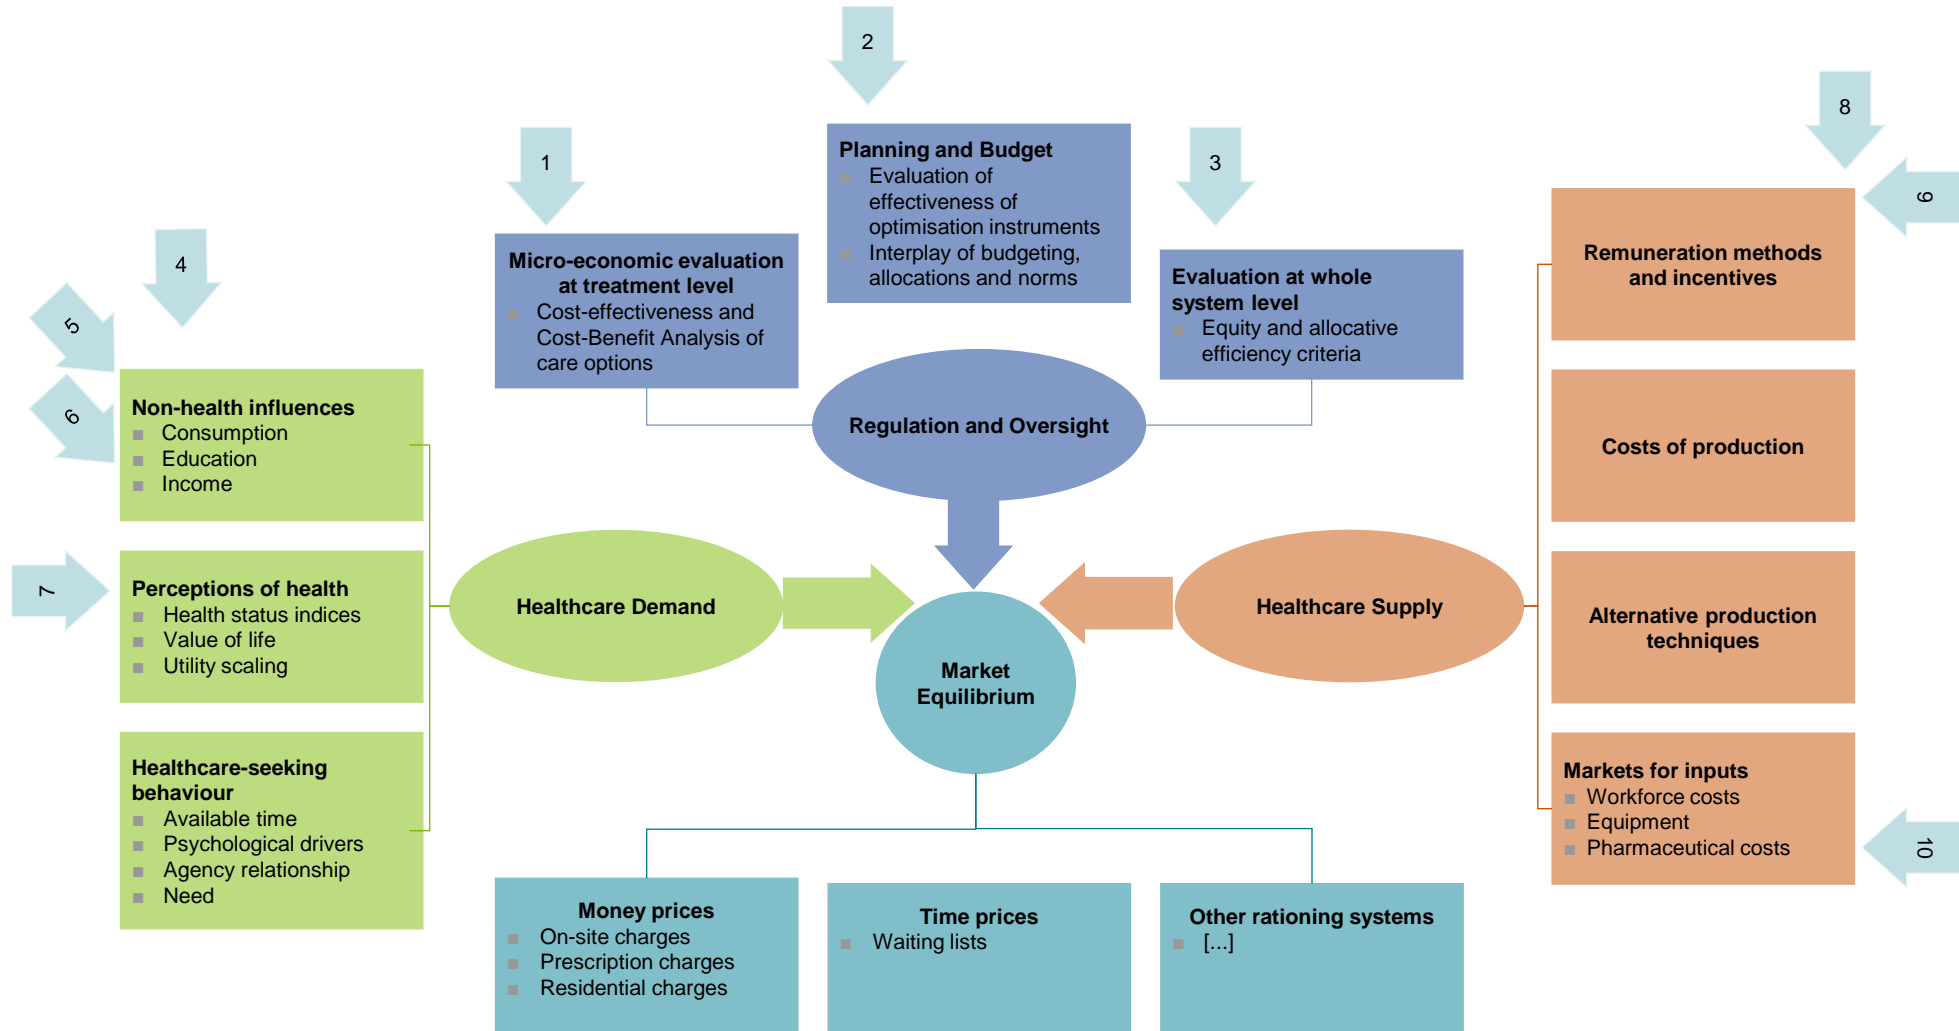 2
8
1
3
9
4
5
6
7
10
Planning and Budget
Evaluation of
effectiveness of
optimisation instruments
Interplay of budgeting,
allocations and norms
Micro-economic evaluation
at treatment level
Cost-effectiveness and
Cost-Benefit Analysis of
care options
Evaluation at whole
system level
Equity and allocative
efficiency criteria
Regulation and Oversight
Non-health influences
Consumption
Education
Income
Perceptions of health
Health status indices
Value of life
Utility scaling
Healthcare-seeking
behaviour
Available time
Psychological drivers
Agency relationship
Need
Healthcare Demand
Market
Equilibrium
Healthcare Supply
Remuneration methods
and incentives
Costs of production
Alternative production
techniques
Markets for inputs
Workforce costs
Equipment
Pharmaceutical costs
Money prices
On-site charges
Prescription charges
Residential charges
Time prices
Waiting lists
Other rationing systems
[...]